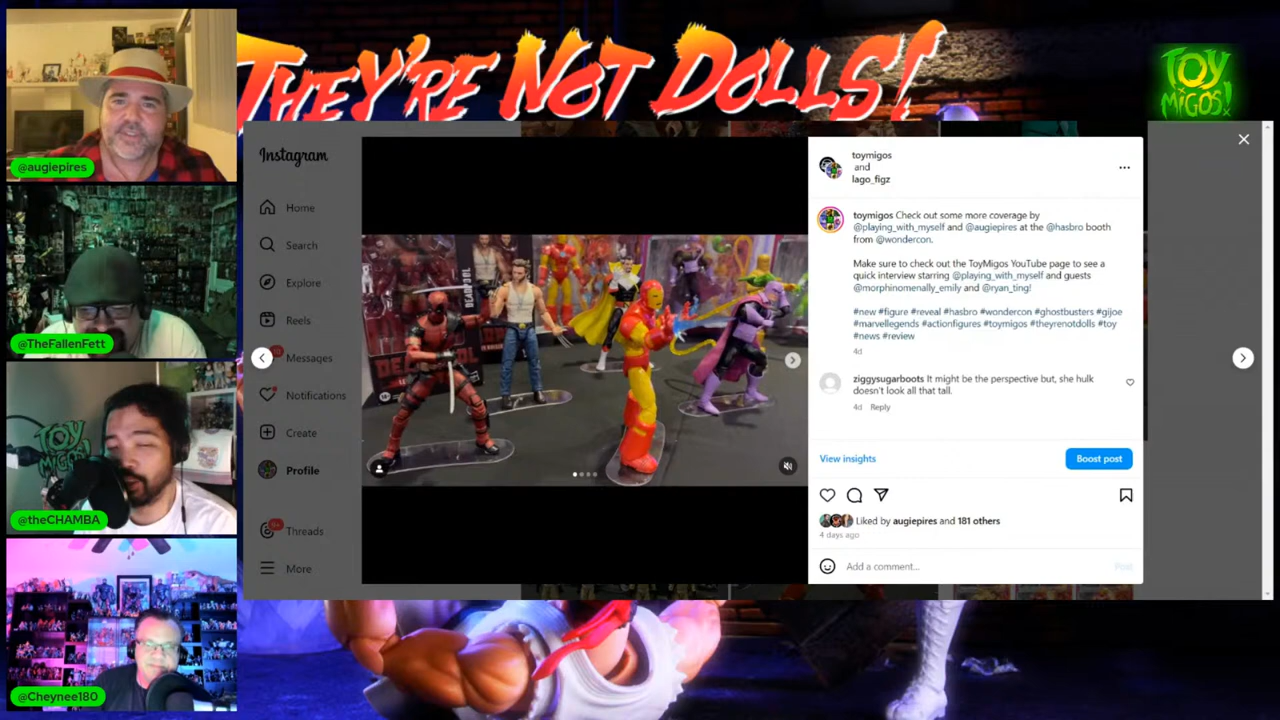 THEY'RE NOT DOLLS!
TOY
MIGOS!
@augiepires
@TheFallenFett
TOY
MIGOS
@theCHAMBA
@Cheynee180
Instagram
Home
Search
Explore
Reels
Messages
Notifications
Create
Profile
9+
Threads
More
DEADPOOL
toymigos
and
lago_figz
toymigos Check out some more coverage by
@playing_with_myself and @augiepires at the @hasbro booth
from @wondercon.
Make sure to check out the ToyMigos YouTube page to see a
quick interview starring @playing_with_myself and guests
@morphinomenally_emily and @ryan_ting!
#new #figure #reveal #hasbro #wondercon #ghostbusters #gijoe
#marvellegends #actionfigures #toymigos #theyrenotdolls #toy
#news #review
4d
ziggysugarboots It might be the perspective but, she hulk
doesn't look all that tall.
4d Reply
View insights
Boost post
Liked by augiepires and 181 others
4 days ago
Add a comment...
Post